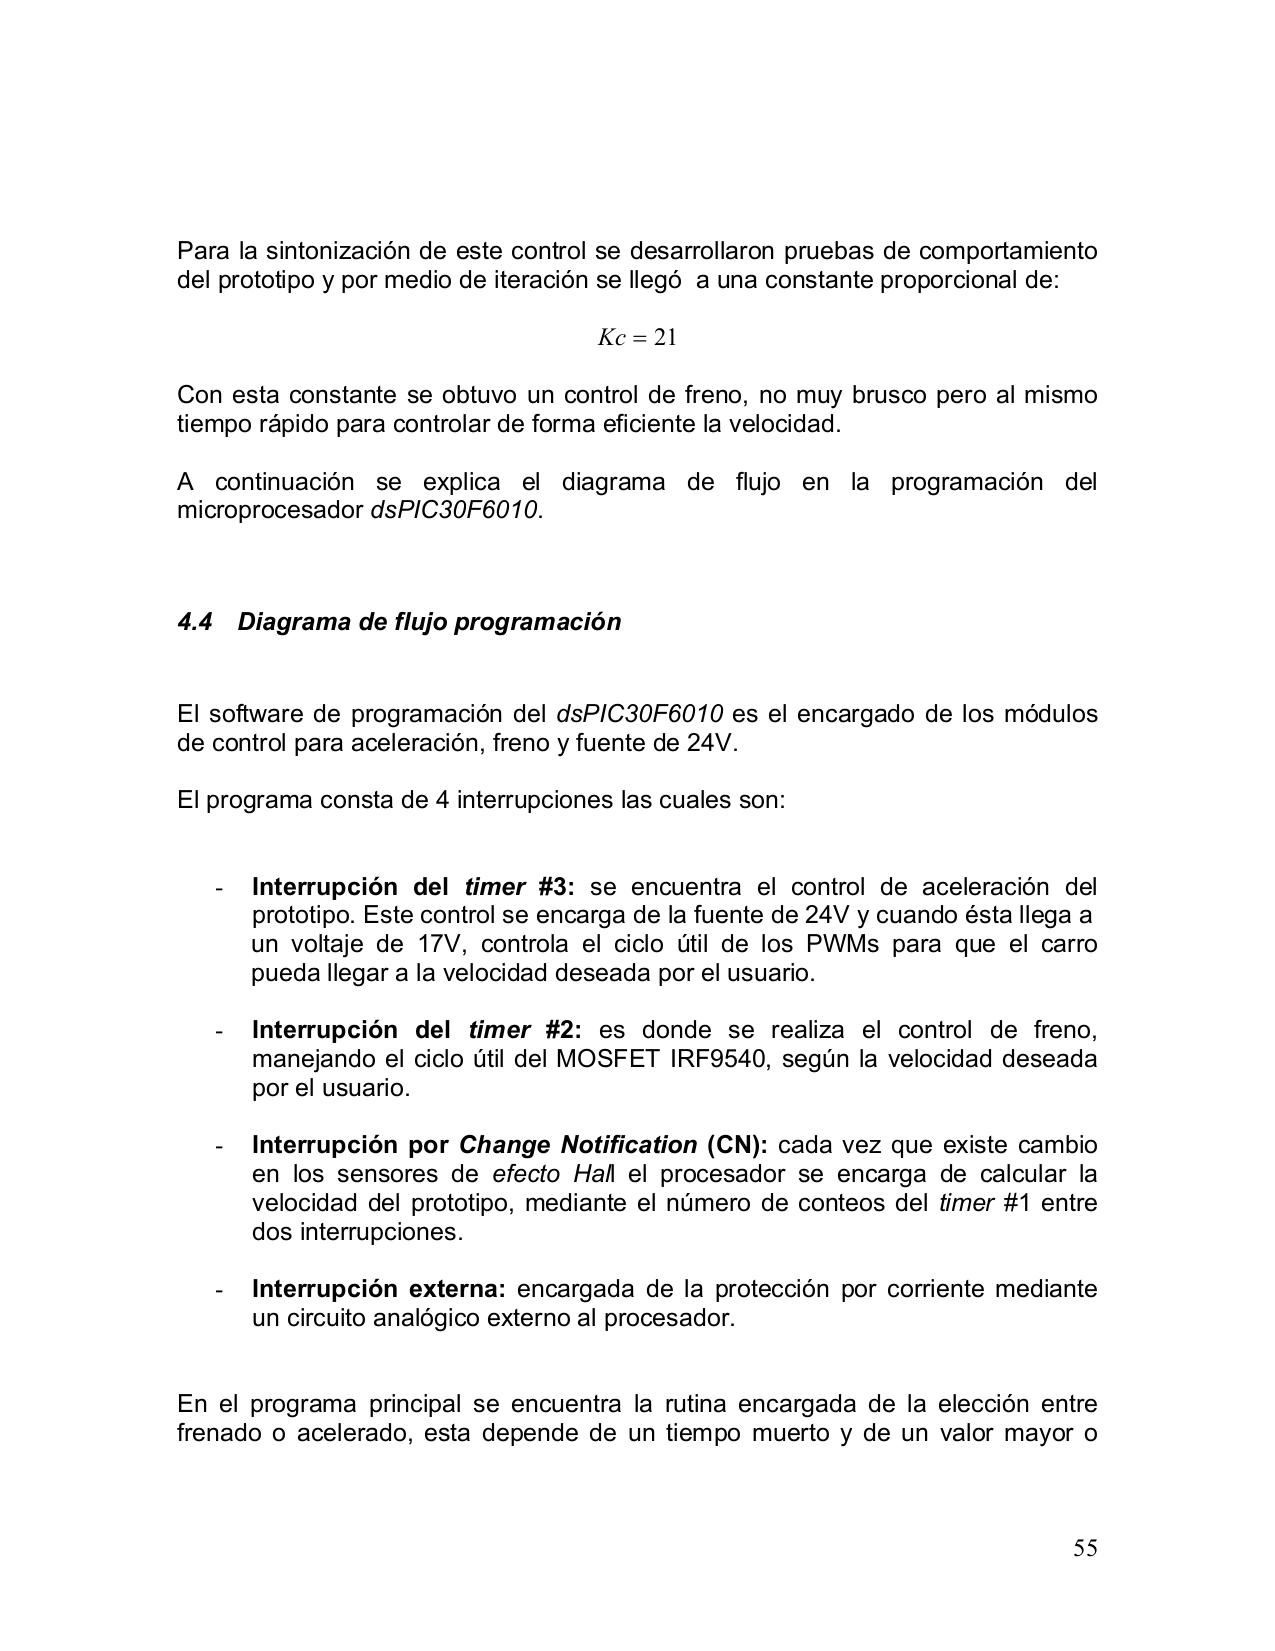 Para la sintonización de este control se desarrollaron pruebas de comportamiento
del prototipo y por medio de iteración se llegó a una constante proporcional de:
Kc = 21
Con esta constante se obtuvo un control de freno, no muy brusco pero al mismo
tiempo rápido para controlar de forma eficiente la velocidad.
A continuación se explica el diagrama de flujo en la programación del
microprocesador dsPIC30F6010.
4.4 Diagrama de flujo programación
El software de programación del dsPIC30F6010 es el encargado de los módulos
de control para aceleración, freno y fuente de 24V.
El programa consta de 4 interrupciones las cuales son:
- Interrupción del timer #3: se encuentra el control de aceleración del
prototipo. Este control se encarga de la fuente de 24V y cuando ésta llega a
un voltaje de 17V, controla el ciclo útil de los PWMs para que el carro
pueda llegar a la velocidad deseada por el usuario.
- Interrupción del timer #2: es donde se realiza el control de freno,
manejando el ciclo útil del MOSFET IRF9540, según la velocidad deseada
por el usuario.
- Interrupción por Change Notification (CN): cada vez que existe cambio
en los sensores de efecto Hall el procesador se encarga de calcular la
velocidad del prototipo, mediante el número de conteos del timer #1 entre
dos interrupciones.
- Interrupción externa: encargada de la protección por corriente mediante
un circuito analógico externo al procesador.
En el programa principal se encuentra la rutina encargada de la elección entre
frenado o acelerado, esta depende de un tiempo muerto y de un valor mayor o
55